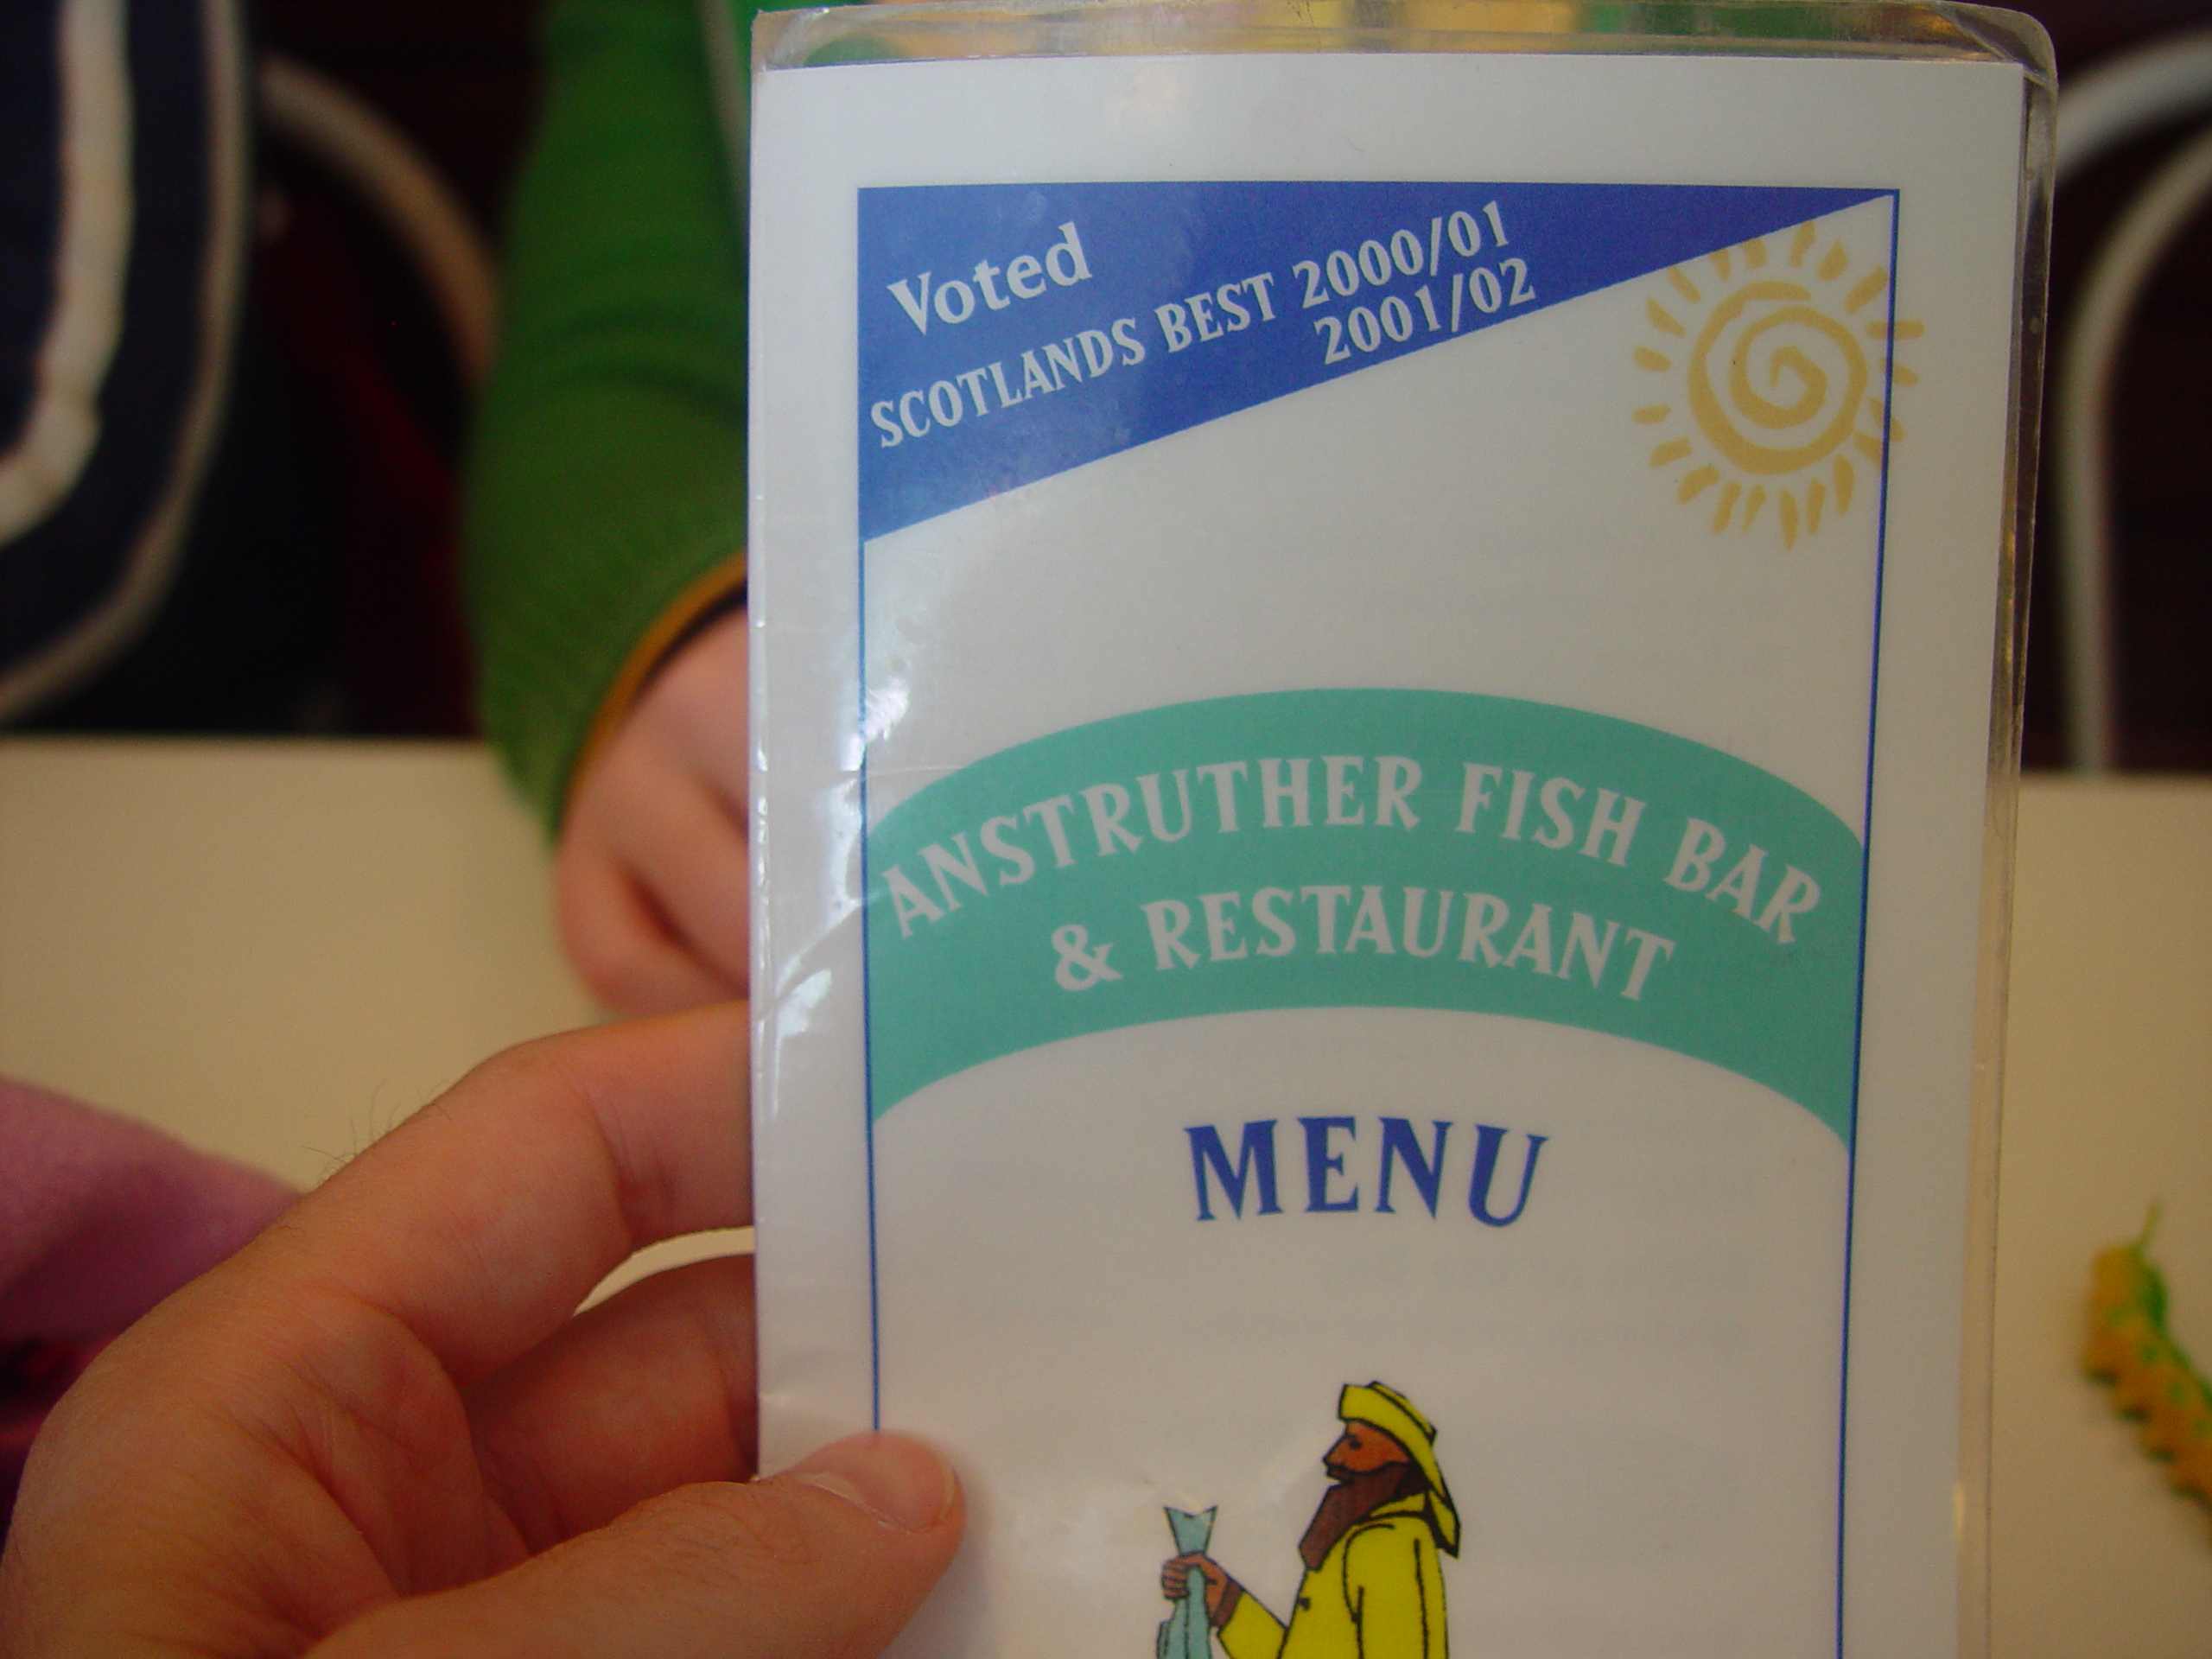 Voted
SCOTLANDS BEST 2000/01
2001/02
ANSTRUTHER FISH BAR
& RESTAURANT
MENU